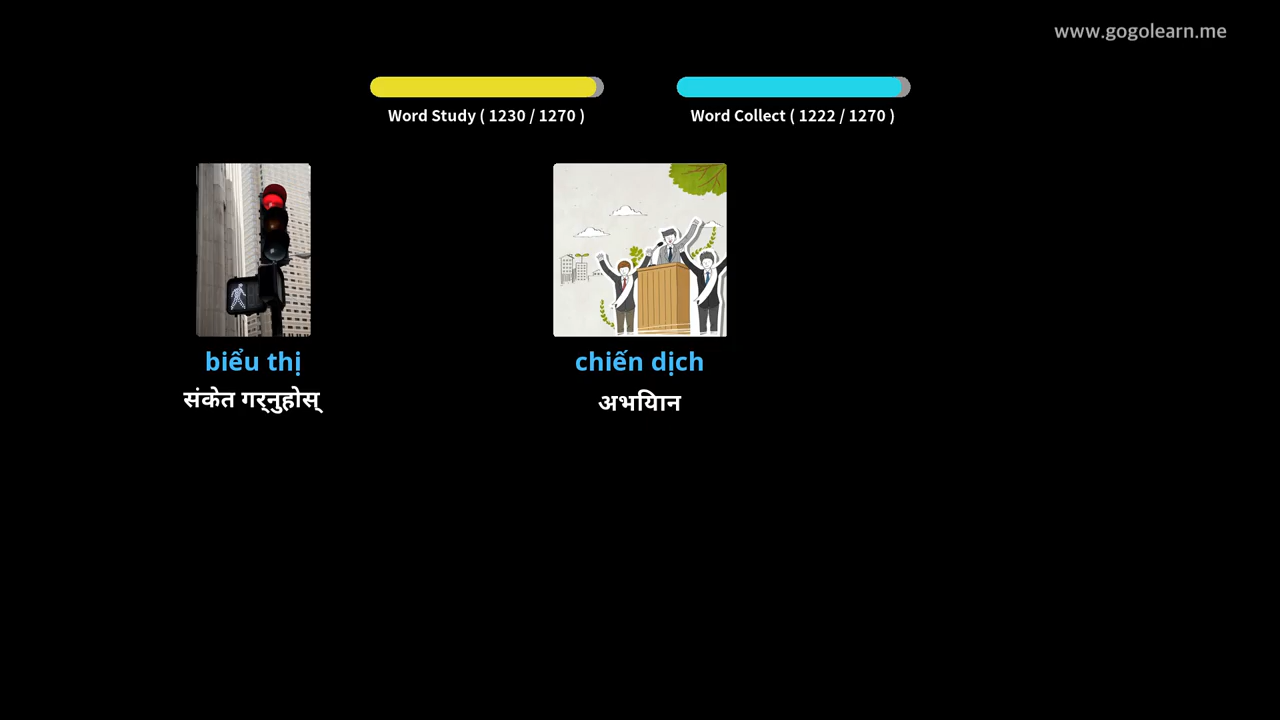 www.gogolearn.me
Word Study ( 1230 / 1270 )
Word Collect ( 1222 / 1270 )
biểu thị
संकेत गर्नुहोस्
chiến dịch
अभियान